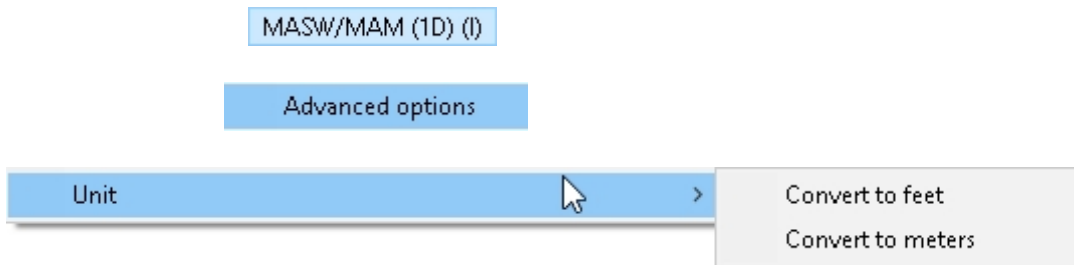 MASW/MAM (1D) (I)
Advanced options
Unit > Convert to feet
Convert to meters